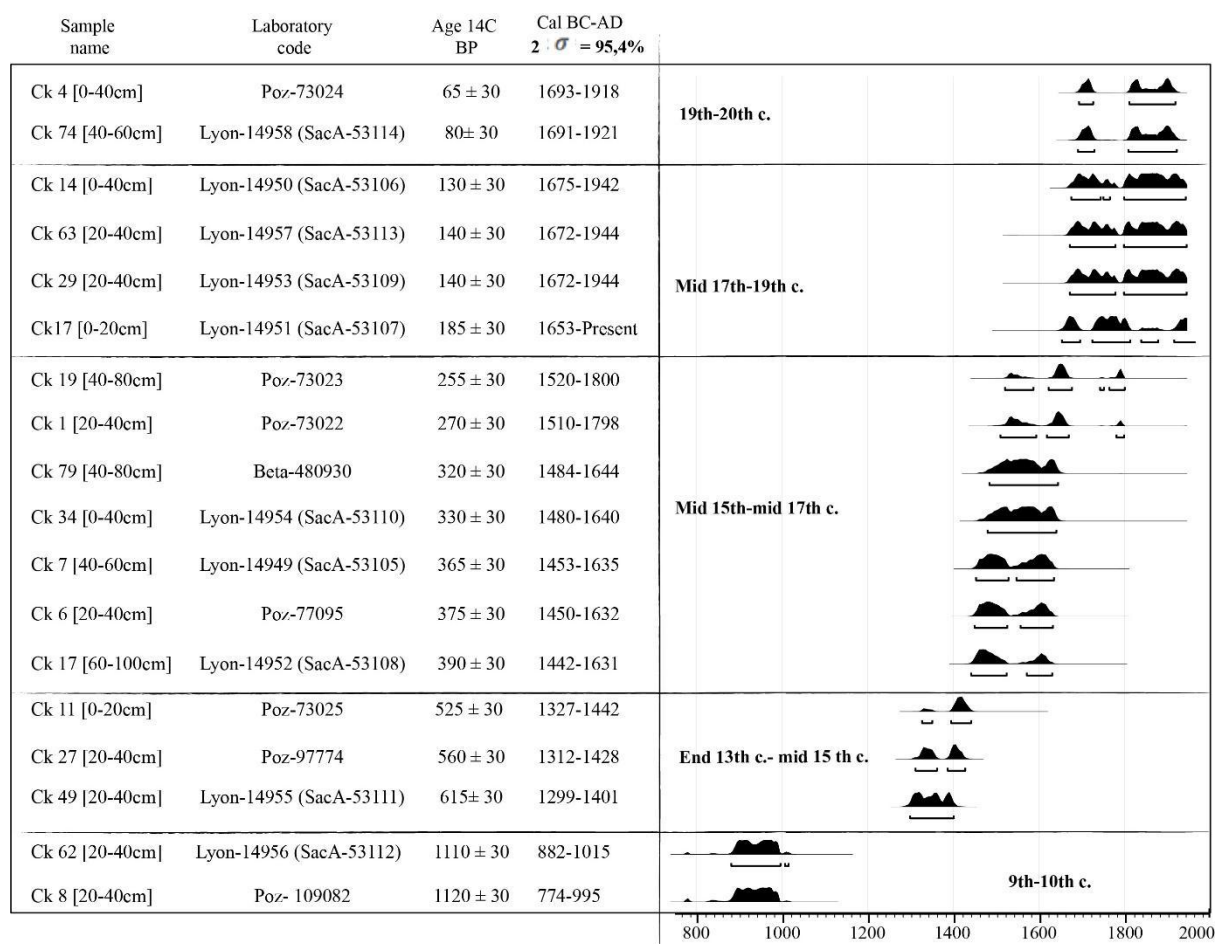 Sample name Laboratory code Age 14C BP Cal BC-AD 2 σ = 95,4%
Ck 4 [0-40cm] Poz-73024 65 ± 30 1693-1918
19th-20th c.
Ck 74 [40-60cm] Lyon-14958 (SacA-53114) 80± 30 1691-1921
Ck 14 [0-40cm] Lyon-14950 (SacA-53106) 130 ± 30 1675-1942
Ck 63 [20-40cm] Lyon-14957 (SacA-53113) 140 ± 30 1672-1944
Ck 29 [20-40cm] Lyon-14953 (SacA-53109) 140 ± 30 1672-1944
Mid 17th-19th c.
Ck17 [0-20cm] Lyon-14951 (SacA-53107) 185 ± 30 1653-Present
Ck 19 [40-80cm] Poz-73023 255 ± 30 1520-1800
Ck 1 [20-40cm] Poz-73022 270 ± 30 1510-1798
Ck 79 [40-80cm] Beta-480930 320 ± 30 1484-1644
Mid 15th-mid 17th c.
Ck 34 [0-40cm] Lyon-14954 (SacA-53110) 330 ± 30 1480-1640
Ck 7 [40-60cm] Lyon-14949 (SacA-53105) 365 ± 30 1453-1635
Ck 6 [20-40cm] Poz-77095 375 ± 30 1450-1632
Ck 17 [60-100cm] Lyon-14952 (SacA-53108) 390 ± 30 1442-1631
Ck 11 [0-20cm] Poz-73025 525 ± 30 1327-1442
Ck 27 [20-40cm] Poz-97774 560 ± 30 1312-1428 End 13th c.- mid 15 th c.
Ck 49 [20-40cm] Lyon-14955 (SacA-53111) 615± 30 1299-1401
Ck 62 [20-40cm] Lyon-14956 (SacA-53112) 1110 ± 30 882-1015
9th-10th c.
Ck 8 [20-40cm] Poz- 109082 1120 ± 30 774-995
800 1000 1200 1400 1600 1800 2000